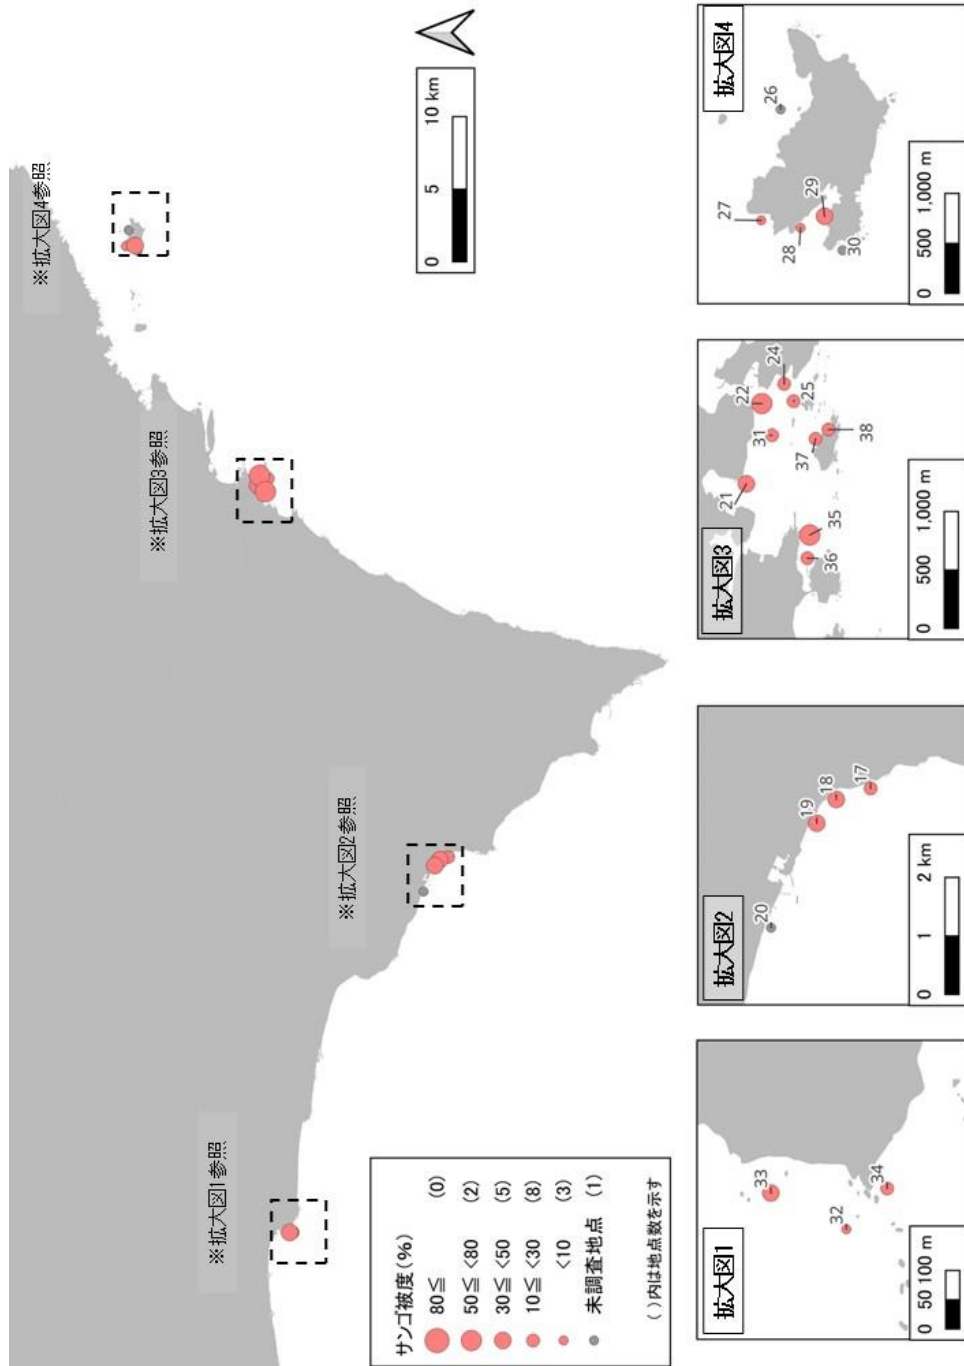 ※拡大図1参照
※拡大図2参照
※拡大図3参照
※拡大図4参照
0 5 10 km
サンゴ被度(%)
80≦ (0)
50≦ <80 (2)
30≦ <50 (5)
10≦ <30 (8)
<10 (3)
未調査地点 (1)
( )内は地点数を示す
拡大図1
33
32
34
0 50 100 m
拡大図2
20
19
18
17
0 1 2 km
拡大図3
21
22
24
25
31
37
38
35
36
0 500 1,000 m
拡大図4
26
27
28
29
30
0 500 1,000 m